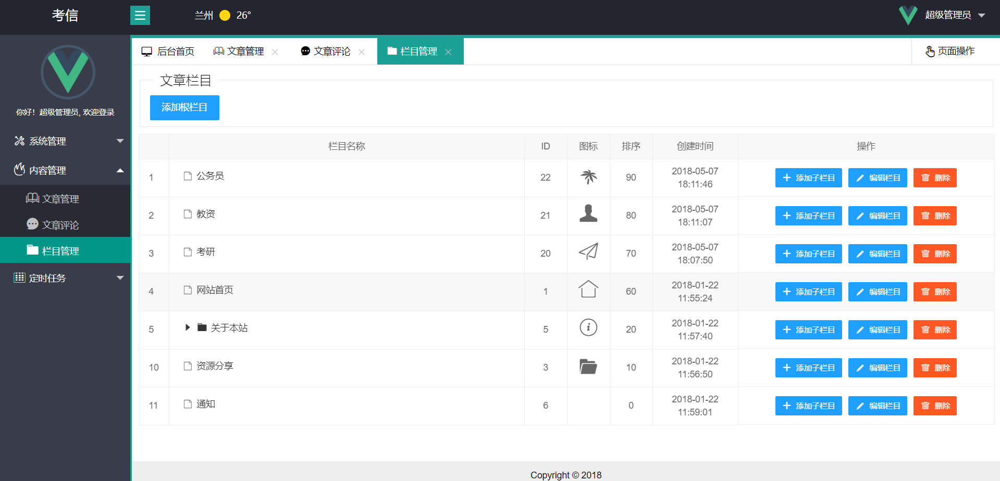 考信
兰州 26°
超级管理员
你好！超级管理员, 欢迎登录
系统管理
内容管理
文章管理
文章评论
栏目管理
定时任务
后台首页 文章管理 文章评论 栏目管理 页面操作
文章栏目
添加根栏目
栏目名称 ID 图标 排序 创建时间 操作
1 公务员 22 90 2018-05-07 18:11:46 添加子栏目 编辑栏目 删除
2 教资 21 80 2018-05-07 18:11:07 添加子栏目 编辑栏目 删除
3 考研 20 70 2018-05-07 18:07:50 添加子栏目 编辑栏目 删除
4 网站首页 1 60 2018-01-22 11:55:24 添加子栏目 编辑栏目 删除
5 关于本站 5 20 2018-01-22 11:57:40 添加子栏目 编辑栏目 删除
10 资源分享 3 10 2018-01-22 11:56:50 添加子栏目 编辑栏目 删除
11 通知 6 0 2018-01-22 11:59:01 添加子栏目 编辑栏目 删除
Copyright © 2018